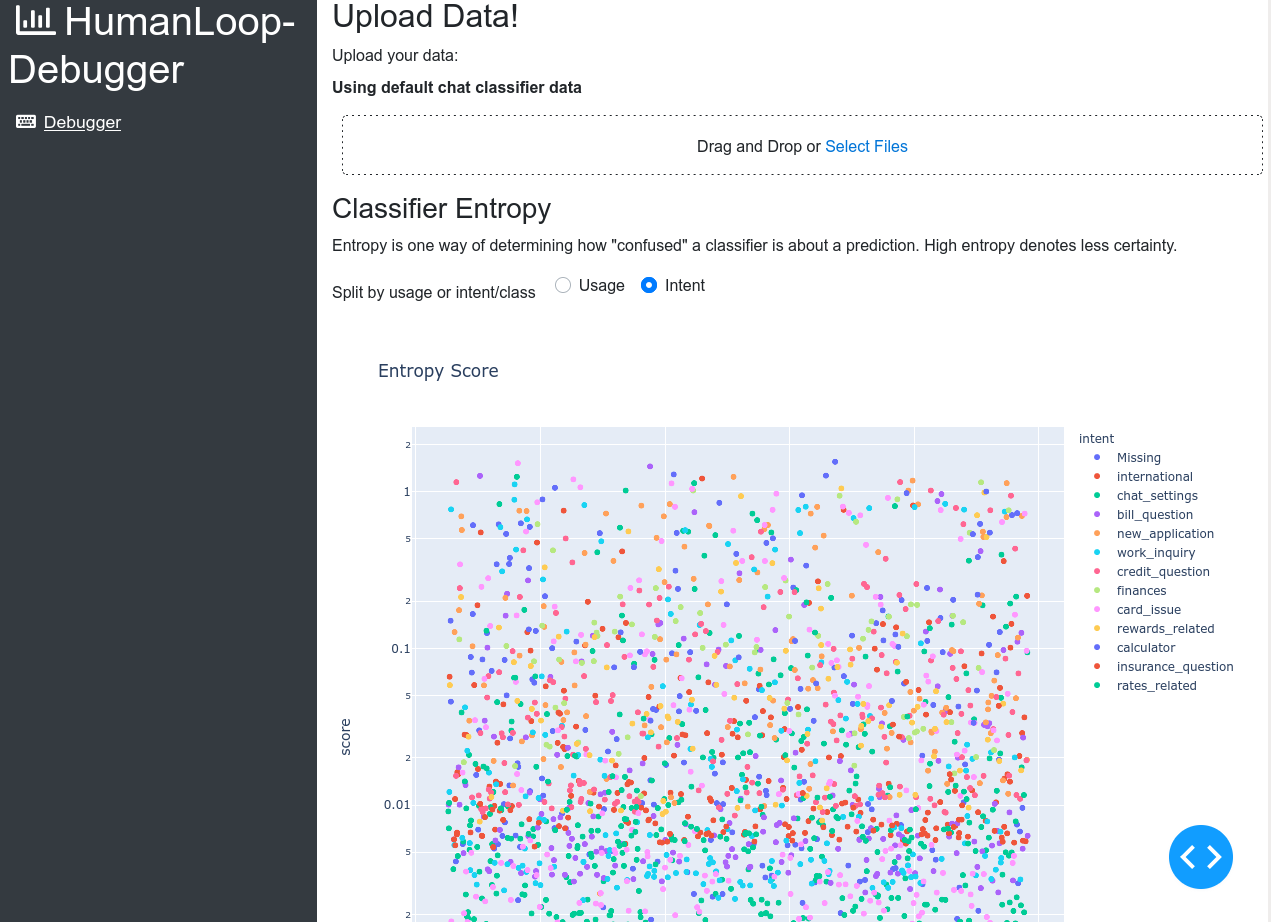 HumanLoop-
Debugger
Debugger
Upload Data!
Upload your data:
Using default chat classifier data
Drag and Drop or Select Files
Classifier Entropy
Entropy is one way of determining how "confused" a classifier is about a prediction. High entropy denotes less certainty.
Split by usage or intent/class
Usage
Intent
Entropy Score
2
1
5
2
0.1
5
2
0.01
5
2
score
intent
Missing
international
chat_settings
bill_question
new_application
work_inquiry
credit_question
finances
card_issue
rewards_related
calculator
insurance_question
rates_related